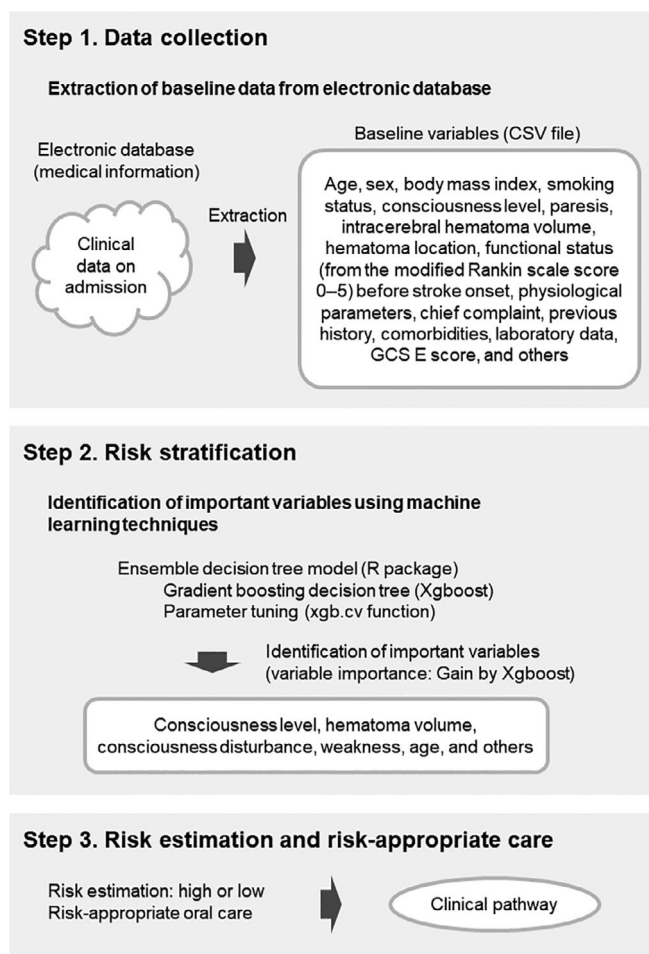 Step 1. Data collection
Extraction of baseline data from electronic database
Electronic database
(medical information)
Clinical
data on
admission
Extraction
Baseline variables (CSV file)
Age, sex, body mass index, smoking
status, consciousness level, paresis,
intracerebral hematoma volume,
hematoma location, functional status
(from the modified Rankin scale score
0–5) before stroke onset, physiological
parameters, chief complaint, previous
history, comorbidities, laboratory data,
GCS E score, and others
Step 2. Risk stratification
Identification of important variables using machine
learning techniques
Ensemble decision tree model (R package)
Gradient boosting decision tree (Xgboost)
Parameter tuning (xgb.cv function)
Identification of important variables
(variable importance: Gain by Xgboost)
Consciousness level, hematoma volume,
consciousness disturbance, weakness, age, and others
Step 3. Risk estimation and risk-appropriate care
Risk estimation: high or low
Risk-appropriate oral care
Clinical pathway